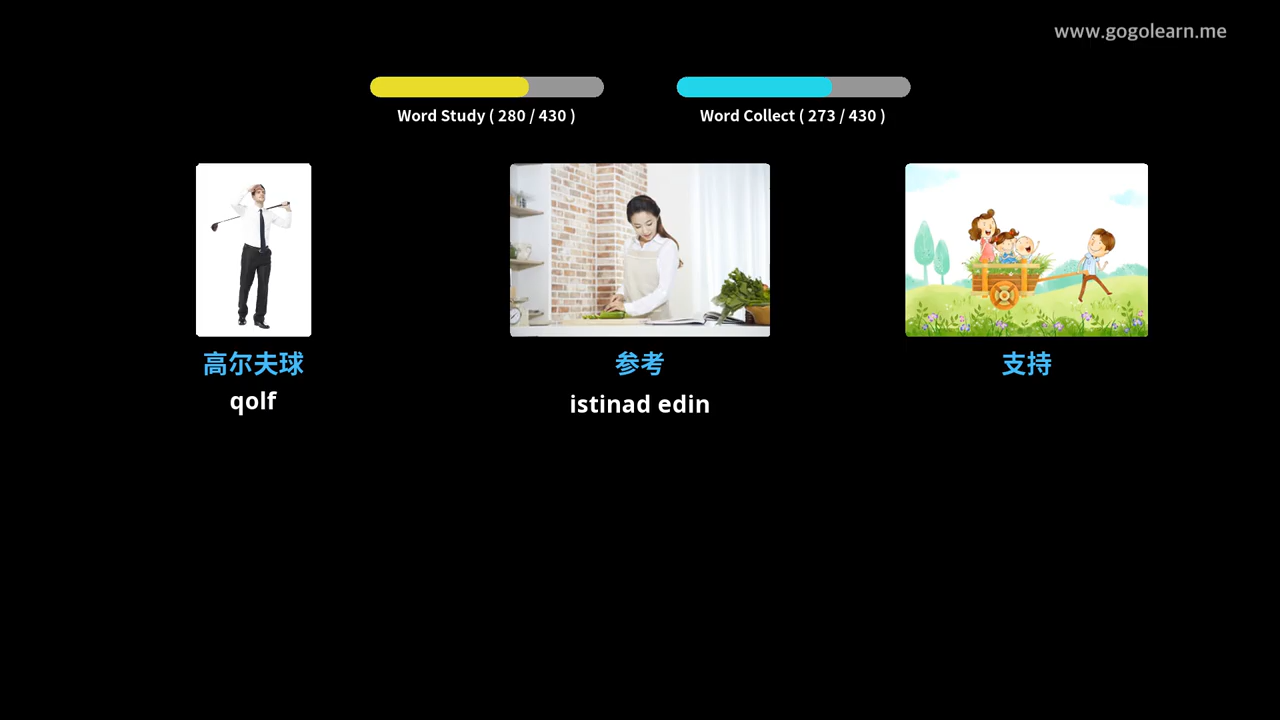 www.gogolearn.me
Word Study ( 280 / 430 )
Word Collect ( 273 / 430 )
高尔夫球
参考
支持
qolf
istinad edin